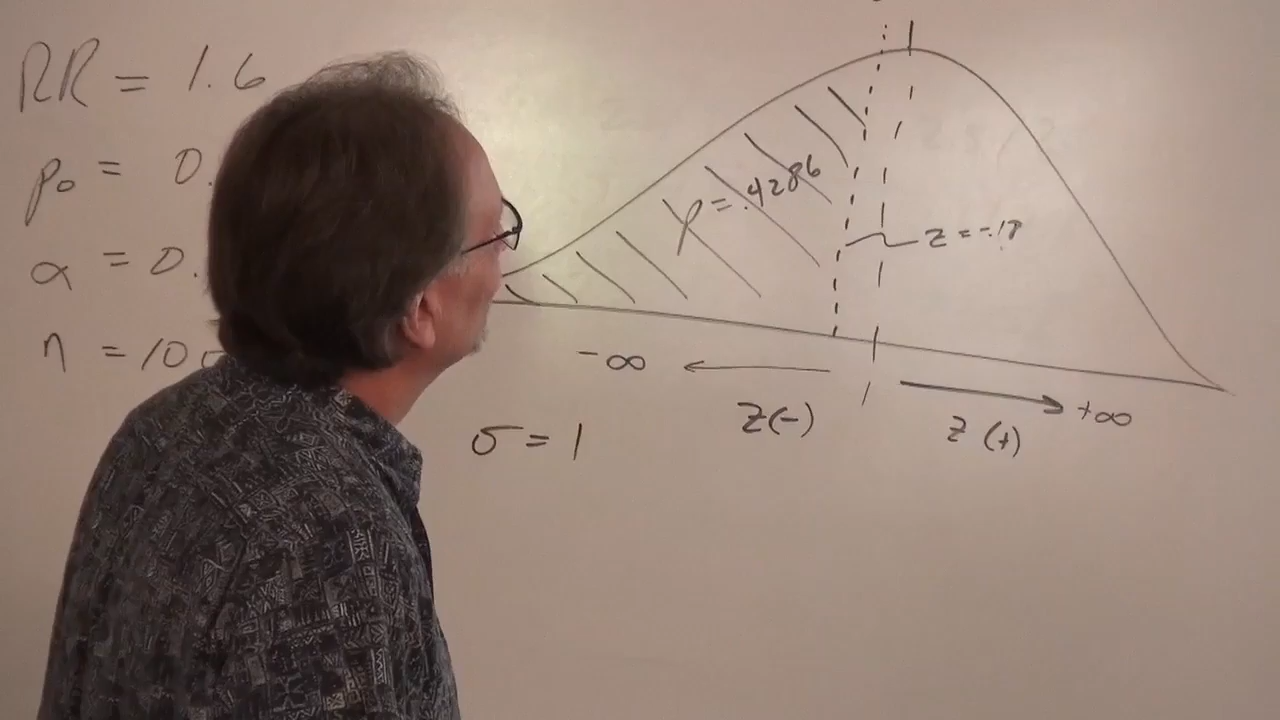 RR = 1.6
p₀ = 0.
α = 0.
n = 10
p = .4286
z = -.18
-∞
+∞
z(-)
z(+)
σ = 1